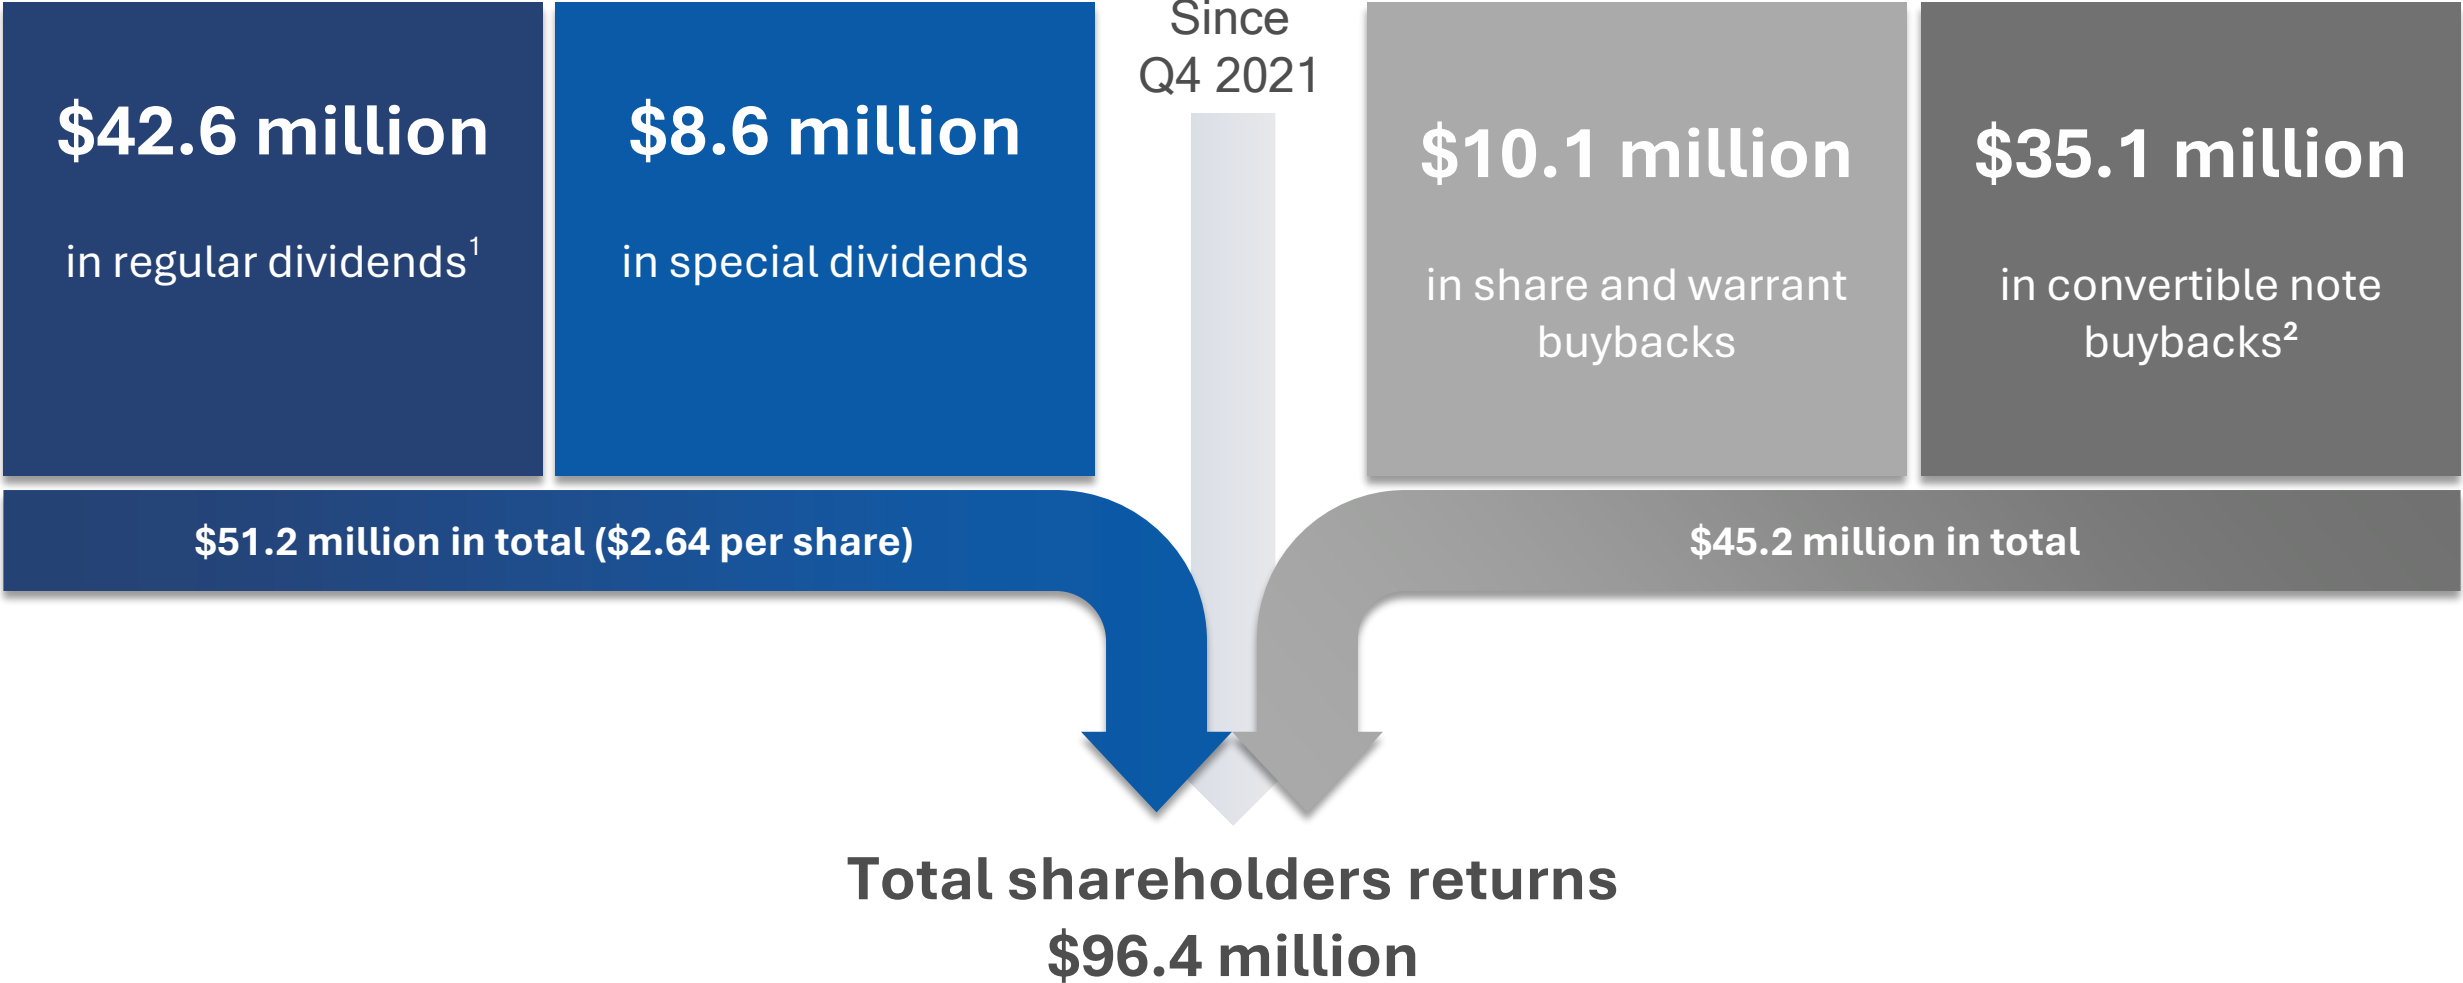 $42.6 million
in regular dividends¹
$8.6 million
in special dividends
Since
Q4 2021
$10.1 million
in share and warrant
buybacks
$35.1 million
in convertible note
buybacks²
$51.2 million in total ($2.64 per share)
$45.2 million in total
Total shareholders returns
$96.4 million